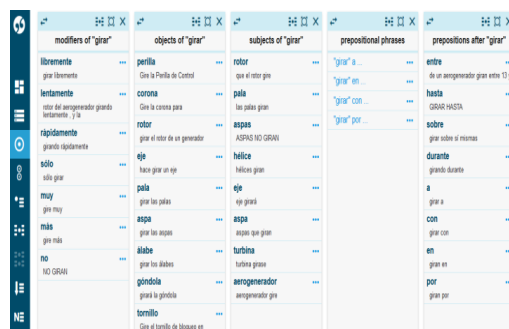 modifiers of "girar"
libremente
girar libremente
lentamente
rotor del aerogenerador girando
lentamente , y la
rápidamente
girando rápidamente
sólo
sólo girar
muy
gire muy
más
gire más
no
NO GIRAN
objects of "girar"
perilla
Gire la Perilla de Control
corona
Gire la corona para
rotor
girar el rotor de un generador
eje
hace girar un eje
pala
girar las palas
aspa
girar las aspas
álabe
girar los álabes
góndola
girará la góndola
tornillo
Gire el tornillo de bloqueo en
subjects of "girar"
rotor
que el rotor gire
pala
las palas giran
aspas
ASPAS NO GIRAN
hélice
hélices giran
eje
eje girará
aspa
aspas que giran
turbina
turbina girase
aerogenerador
aerogenerador gire
prepositional phrases
"girar" a ...
"girar" en ...
"girar" con ...
"girar" por ...
prepositions after "girar"
entre
de un aerogenerador giran entre 13
hasta
GIRAR HASTA
sobre
girar sobre sí mismas
durante
girando durante
a
girar a
con
girar con
en
giran en
por
giran por